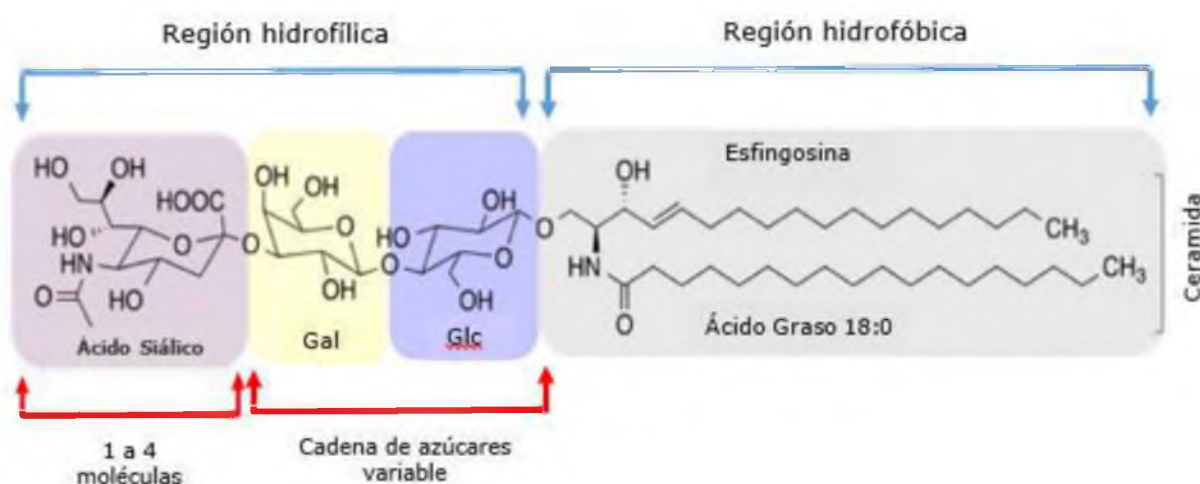 Región hidrofílica
Región hidrofóbica
HO
OH
HOOC
HO
HN
O
HO
Ácido Siálico
O
OH
OH
O
OH
Gal
O
HO
OH
O
OH
Glc
O
OH
Esfingosina
CH3
HN
O
CH3
Ácido Graso 18:0
Ceramida
O
1 a 4
moléculas
Cadena de azúcares
variable